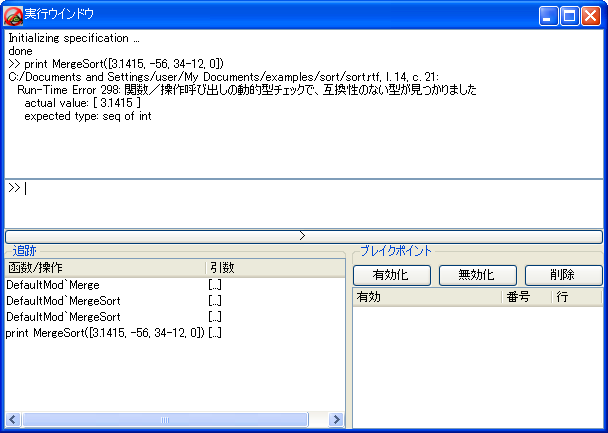 実行ウインドウ
Initializing specification ...
done
>> print MergeSort([3.1415, -56, 34-12, 0])
C:/Documents and Settings/user/My Documents/examples/sort/sort.rtf, l. 14, c. 21:
Run-Time Error 298: 関数／操作呼び出しの動的型チェックで、互換性のない型が見つかりました
actual value: [ 3.1415 ]
expected type: seq of int
>>
>
追跡
函数/操作 引数
DefaultMod`Merge [...]
DefaultMod`MergeSort [...]
DefaultMod`MergeSort [...]
print MergeSort([3.1415, -56, 34-12, 0]) [...]
ブレイクポイント
有効化 無効化 削除
有効 番号 行